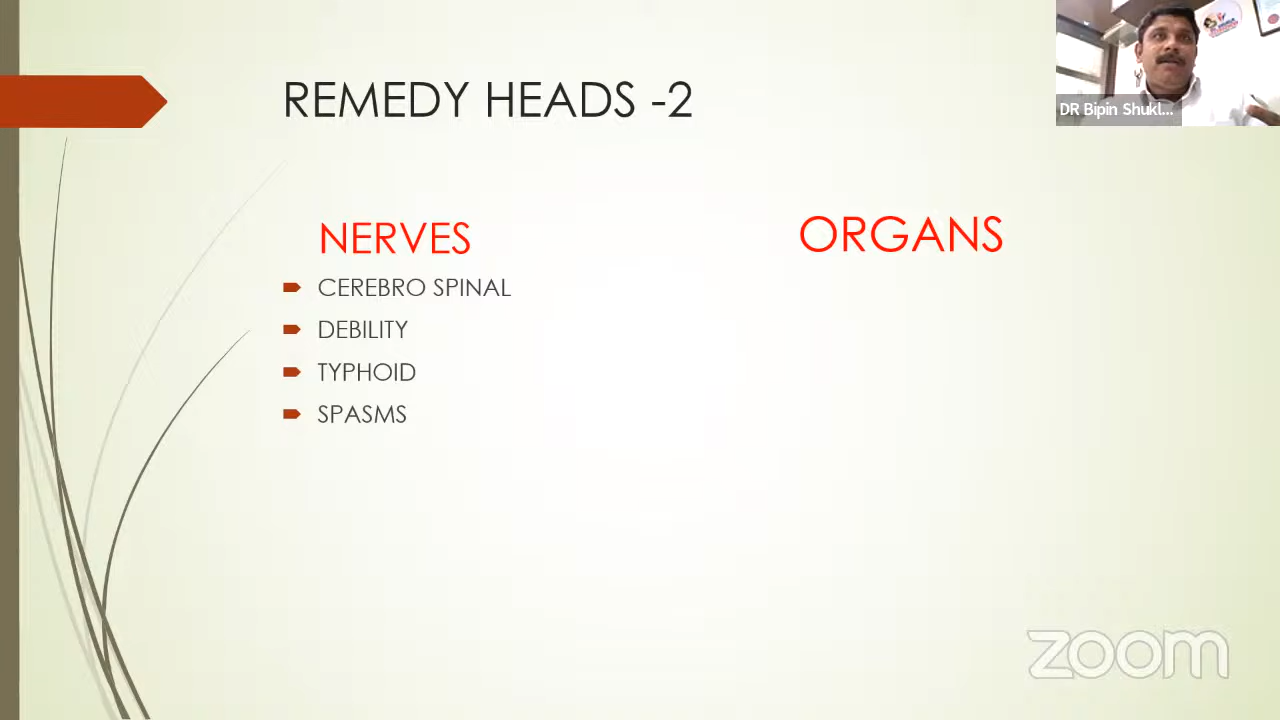 REMEDY HEADS -2
DR Bipin Shukl...
NERVES
CEREBRO SPINAL
DEBILITY
TYPHOID
SPASMS
ORGANS
zoom